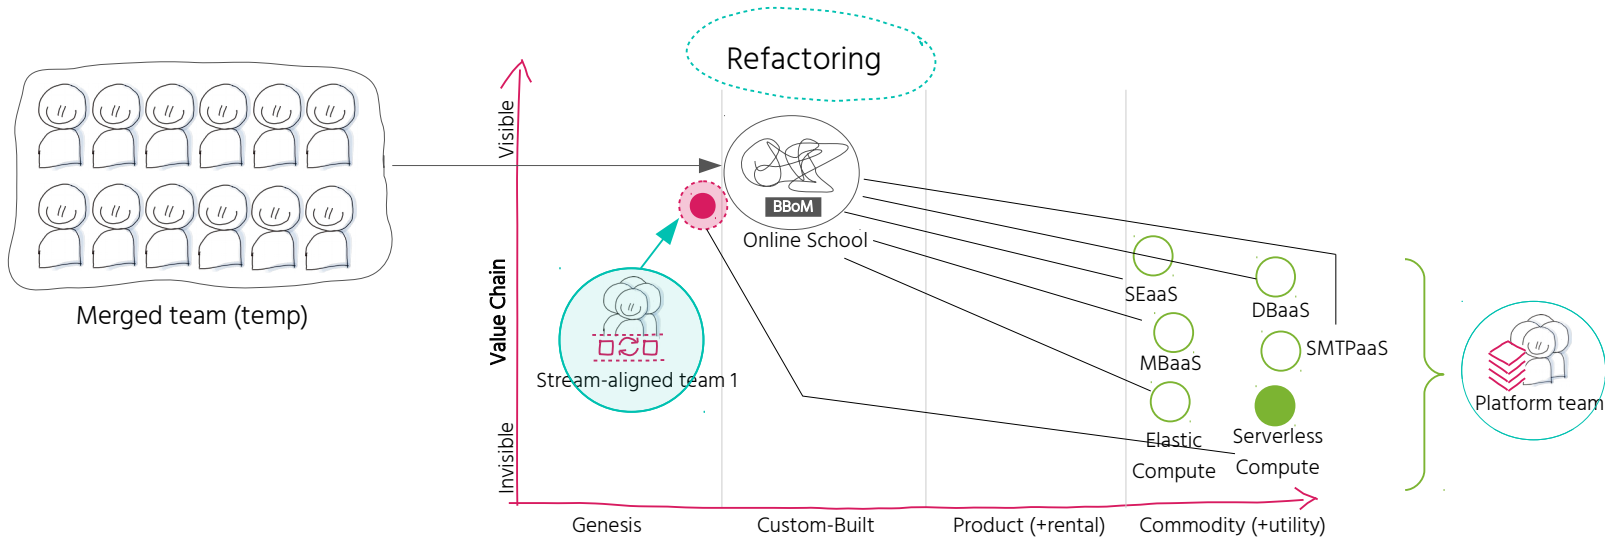 Refactoring
Visible
BBoM
Online School
Value Chain
SEaaS
DBaaS
Merged team (temp)
SMTPaaS
MBaaS
Stream-aligned team 1
Platform team
Invisible
Elastic
Compute
Serverless
Compute
Genesis
Custom-Built
Product (+rental)
Commodity (+utility)